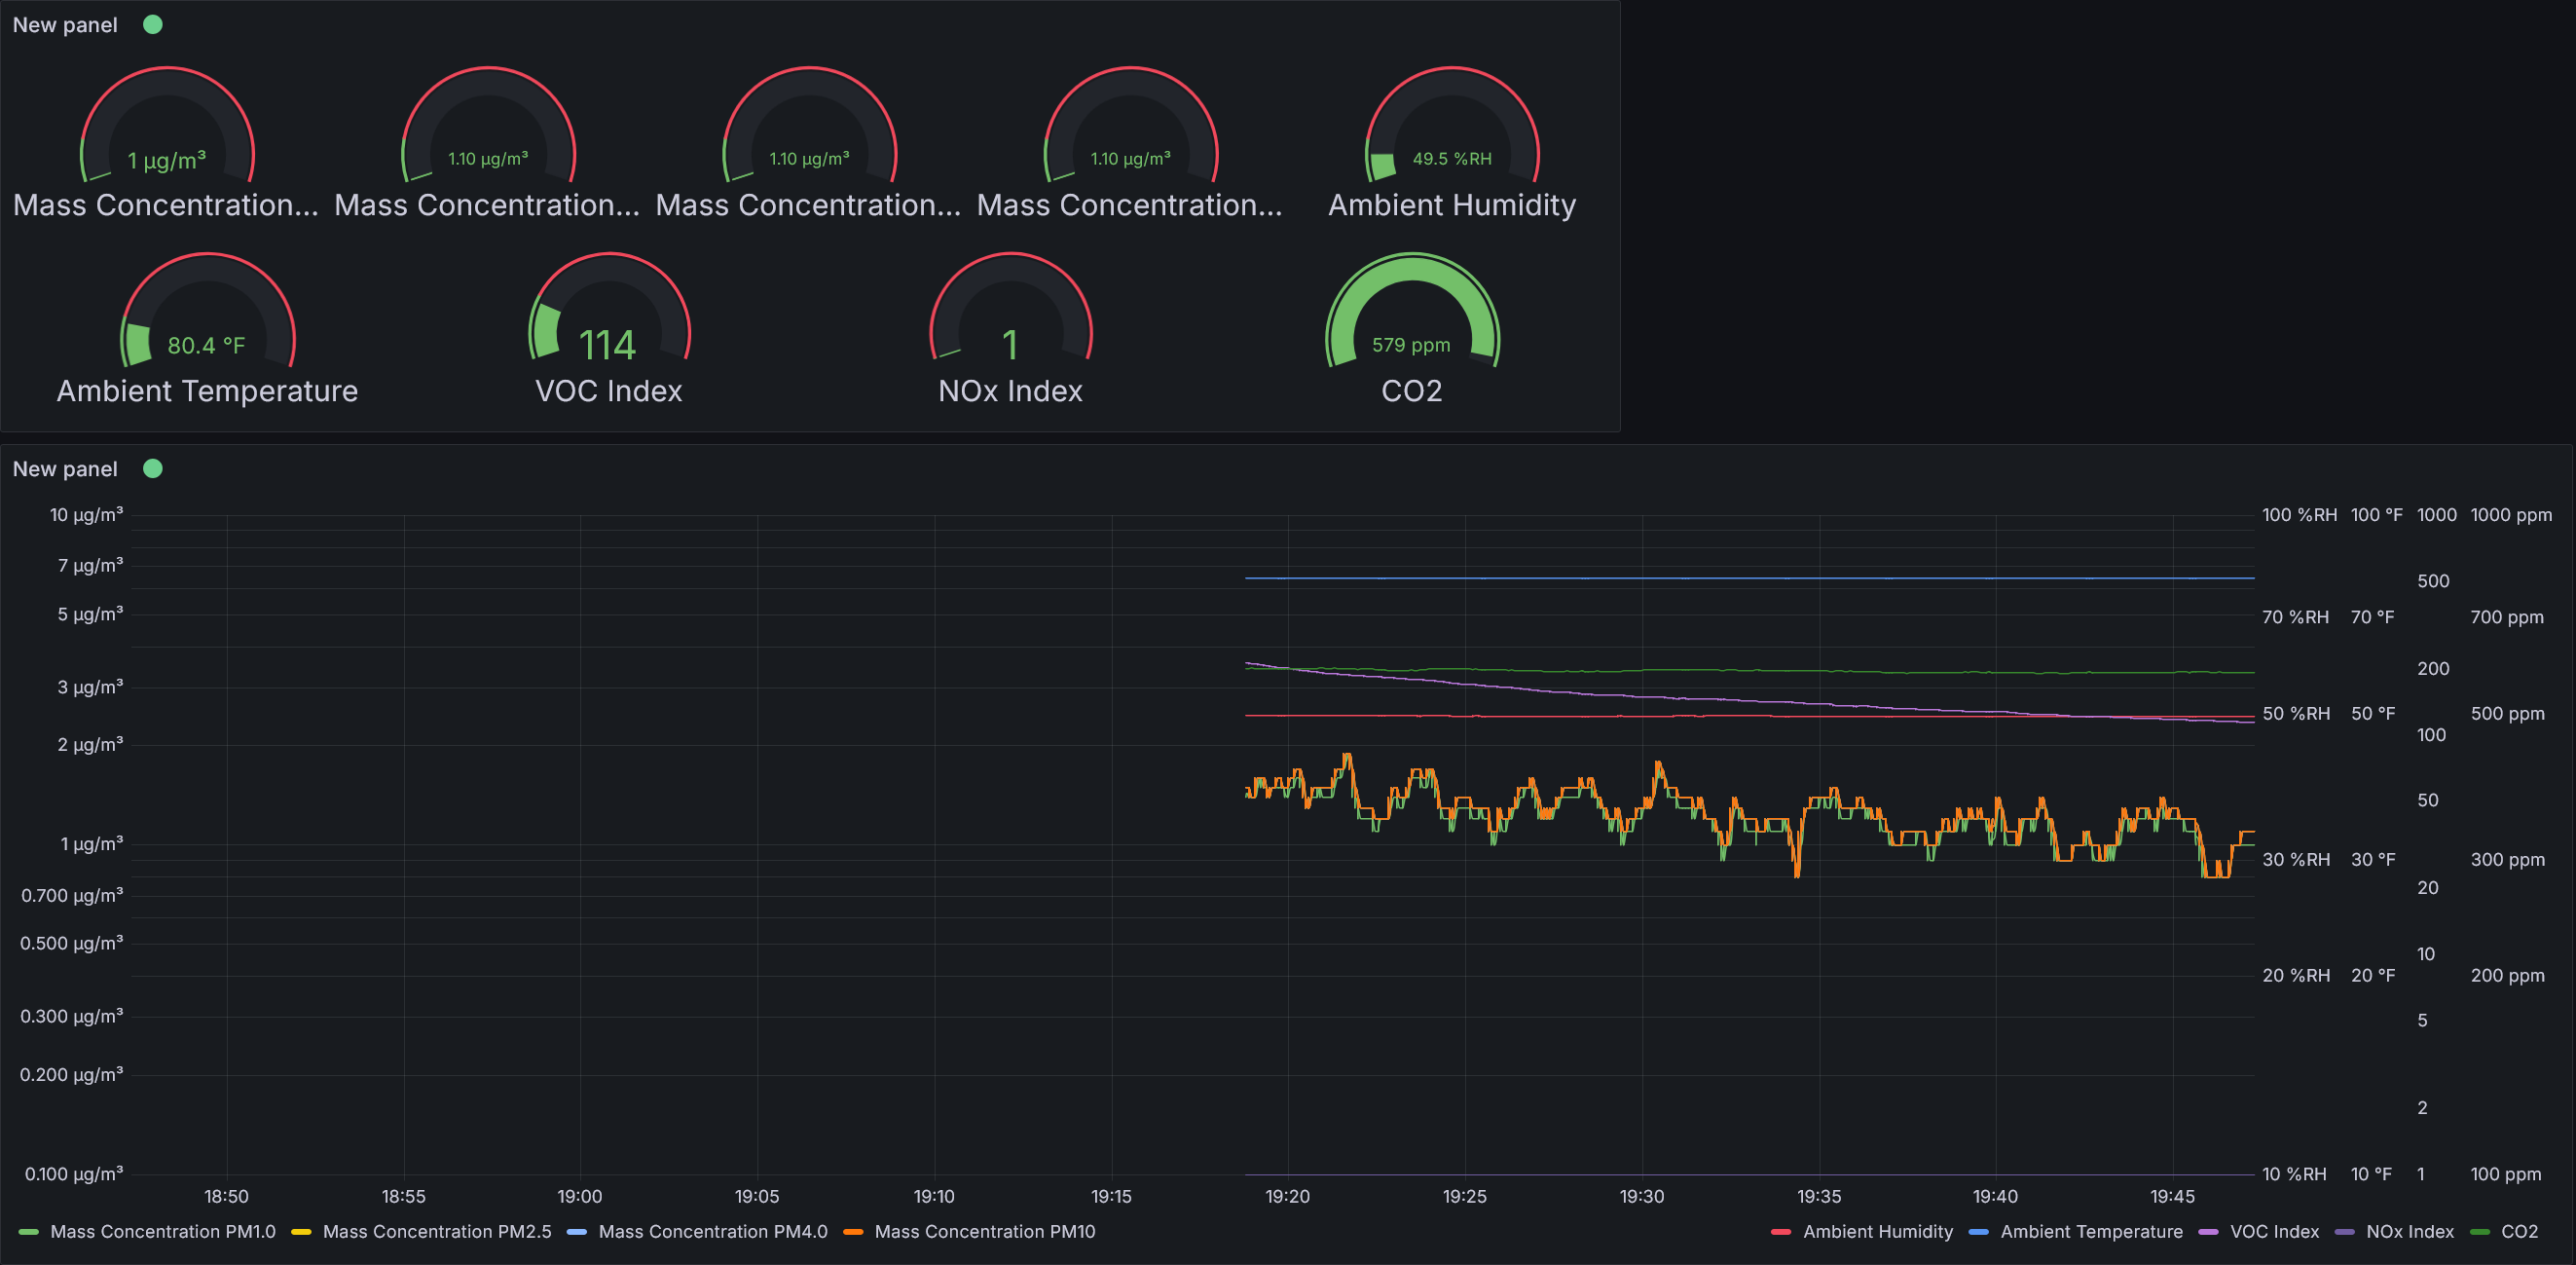 New panel
1 μg/m³
1.10 μg/m³
1.10 μg/m³
1.10 μg/m³
49.5 %RH
Mass Concentration...
Mass Concentration...
Mass Concentration...
Mass Concentration...
Ambient Humidity
80.4 °F
114
1
579 ppm
Ambient Temperature
VOC Index
NOx Index
CO2
New panel
10 μg/m³
7 μg/m³
5 μg/m³
3 μg/m³
2 μg/m³
1 μg/m³
0.700 μg/m³
0.500 μg/m³
0.300 μg/m³
0.200 μg/m³
0.100 μg/m³
100 %RH
70 %RH
50 %RH
30 %RH
20 %RH
10 %RH
100 °F
70 °F
50 °F
30 °F
20 °F
10 °F
1000
500
200
100
50
20
10
5
2
1
1000 ppm
700 ppm
500 ppm
300 ppm
200 ppm
100 ppm
18:50
18:55
19:00
19:05
19:10
19:15
19:20
19:25
19:30
19:35
19:40
19:45
Mass Concentration PM1.0
Mass Concentration PM2.5
Mass Concentration PM4.0
Mass Concentration PM10
Ambient Humidity
Ambient Temperature
VOC Index
NOx Index
CO2